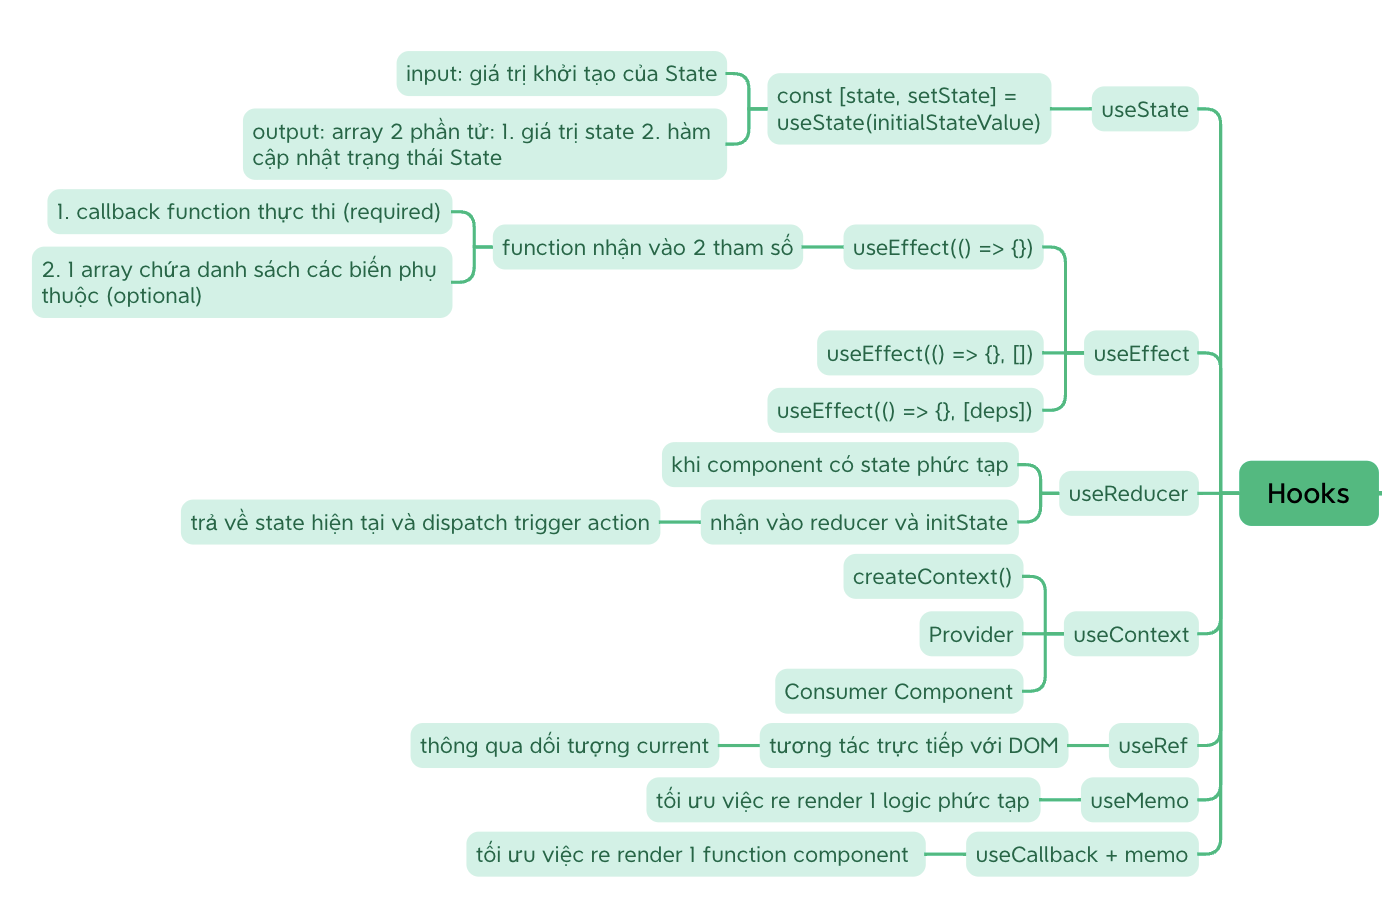 input: giá trị khởi tạo của State
const [state, setState] =
useState(initialStateValue)
useState
output: array 2 phần tử: 1. giá trị state 2. hàm
cập nhật trạng thái State
1. callback function thực thi (required)
function nhận vào 2 tham số
useEffect(() => {})
2. 1 array chứa danh sách các biến phụ
thuộc (optional)
useEffect(() => {}, [])
useEffect
useEffect(() => {}, [deps])
khi component có state phức tạp
useReducer
Hooks
trả về state hiện tại và dispatch trigger action
nhận vào reducer và initState
createContext()
Provider
useContext
Consumer Component
thông qua dối tượng current
tương tác trực tiếp với DOM
useRef
tối ưu việc re render 1 logic phức tạp
useMemo
tối ưu việc re render 1 function component
useCallback + memo